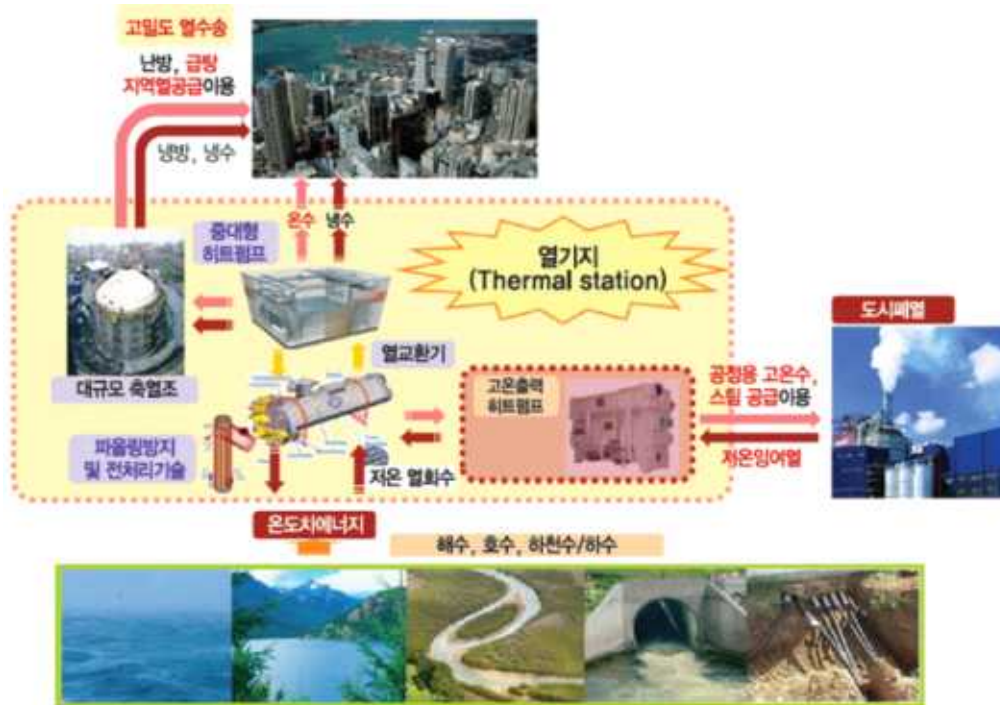 고밀도 열수송
난방, 급탕
지역열공급이용
냉방, 냉수
온수
냉수
중대형
히트펌프
열기지
(Thermal station)
도시폐열
대규모 축열조
열교환기
고온출력
히트펌프
공정용 고온수,
스팀 공급이용
저온잉여열
파울링방지
및 전처리기술
저온 열회수
온도차에너지
해수, 호수, 하천수/하수